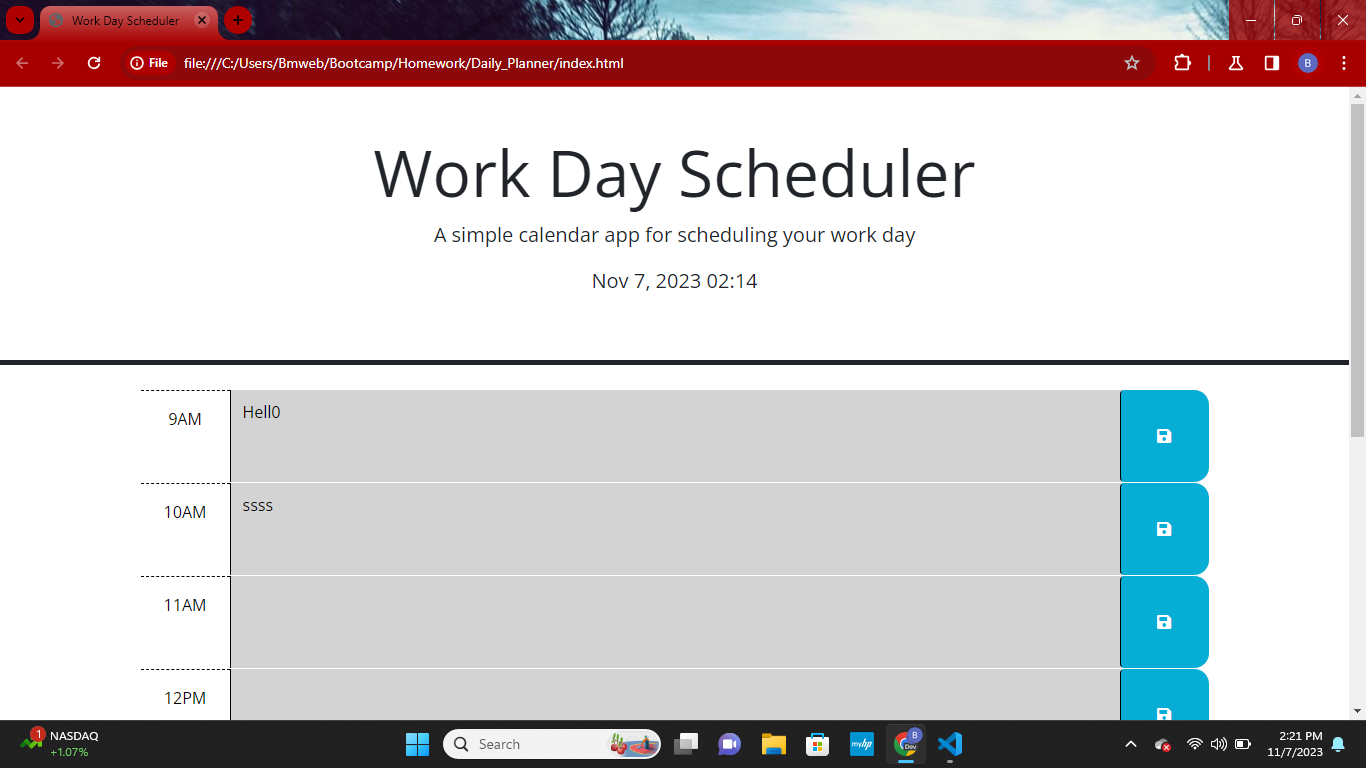 Work Day Scheduler
File file:///C:/Users/Bmweb/Bootcamp/Homework/Daily_Planner/index.html
B
Work Day Scheduler
A simple calendar app for scheduling your work day
Nov 7, 2023 02:14
9AM
Hell0
10AM
ssss
11AM
12PM
1
NASDAQ
+1.07%
Search
myhp
B
Dev
2:21 PM
11/7/2023